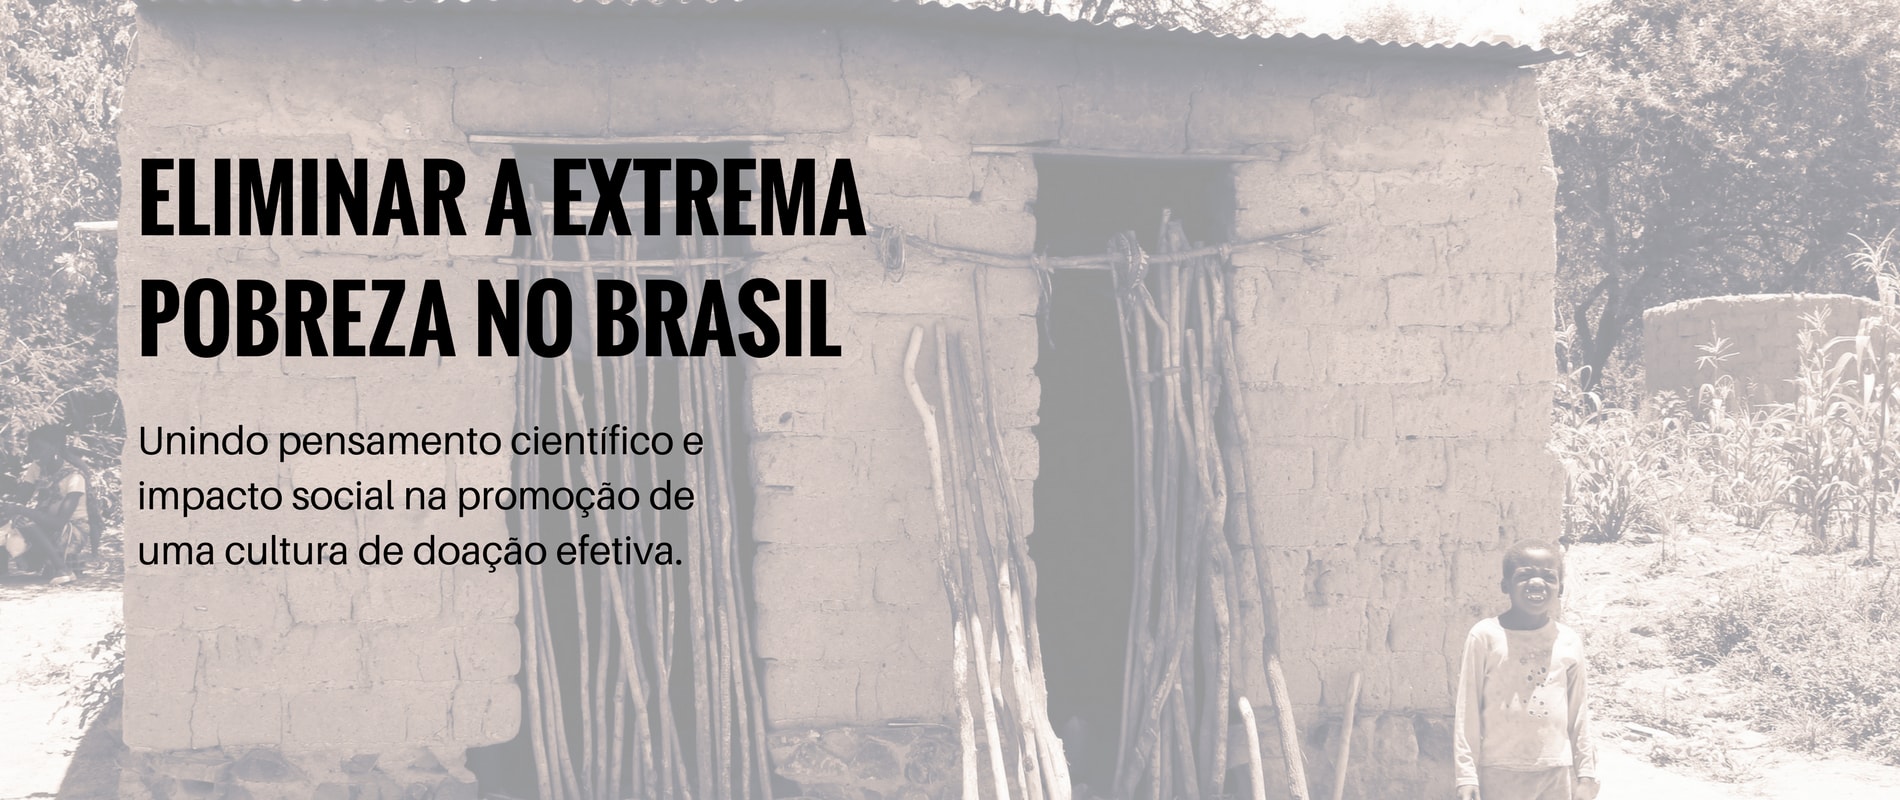 ELIMINAR A EXTREMA
POBREZA NO BRASIL
Unindo pensamento científico e
impacto social na promoção de
uma cultura de doação efetiva.